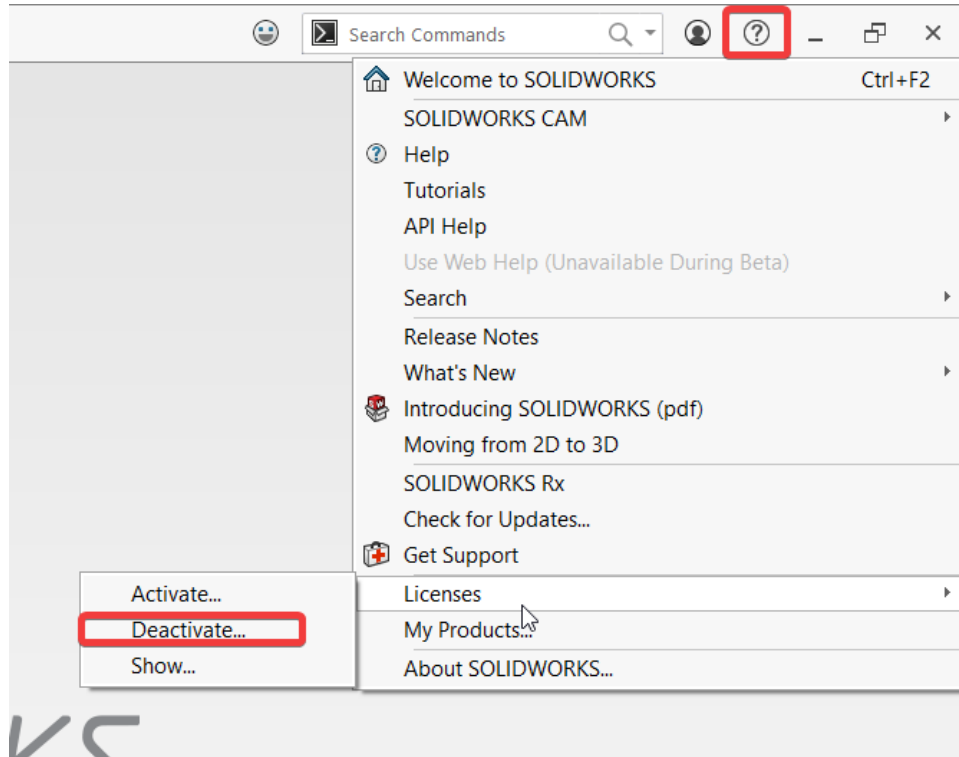 Search Commands
Welcome to SOLIDWORKS Ctrl+F2
SOLIDWORKS CAM
Help
Tutorials
API Help
Use Web Help (Unavailable During Beta)
Search
Release Notes
What's New
Introducing SOLIDWORKS (pdf)
Moving from 2D to 3D
SOLIDWORKS Rx
Check for Updates...
Get Support
Licenses
My Products...
About SOLIDWORKS...
Activate...
Deactivate...
Show...
KS